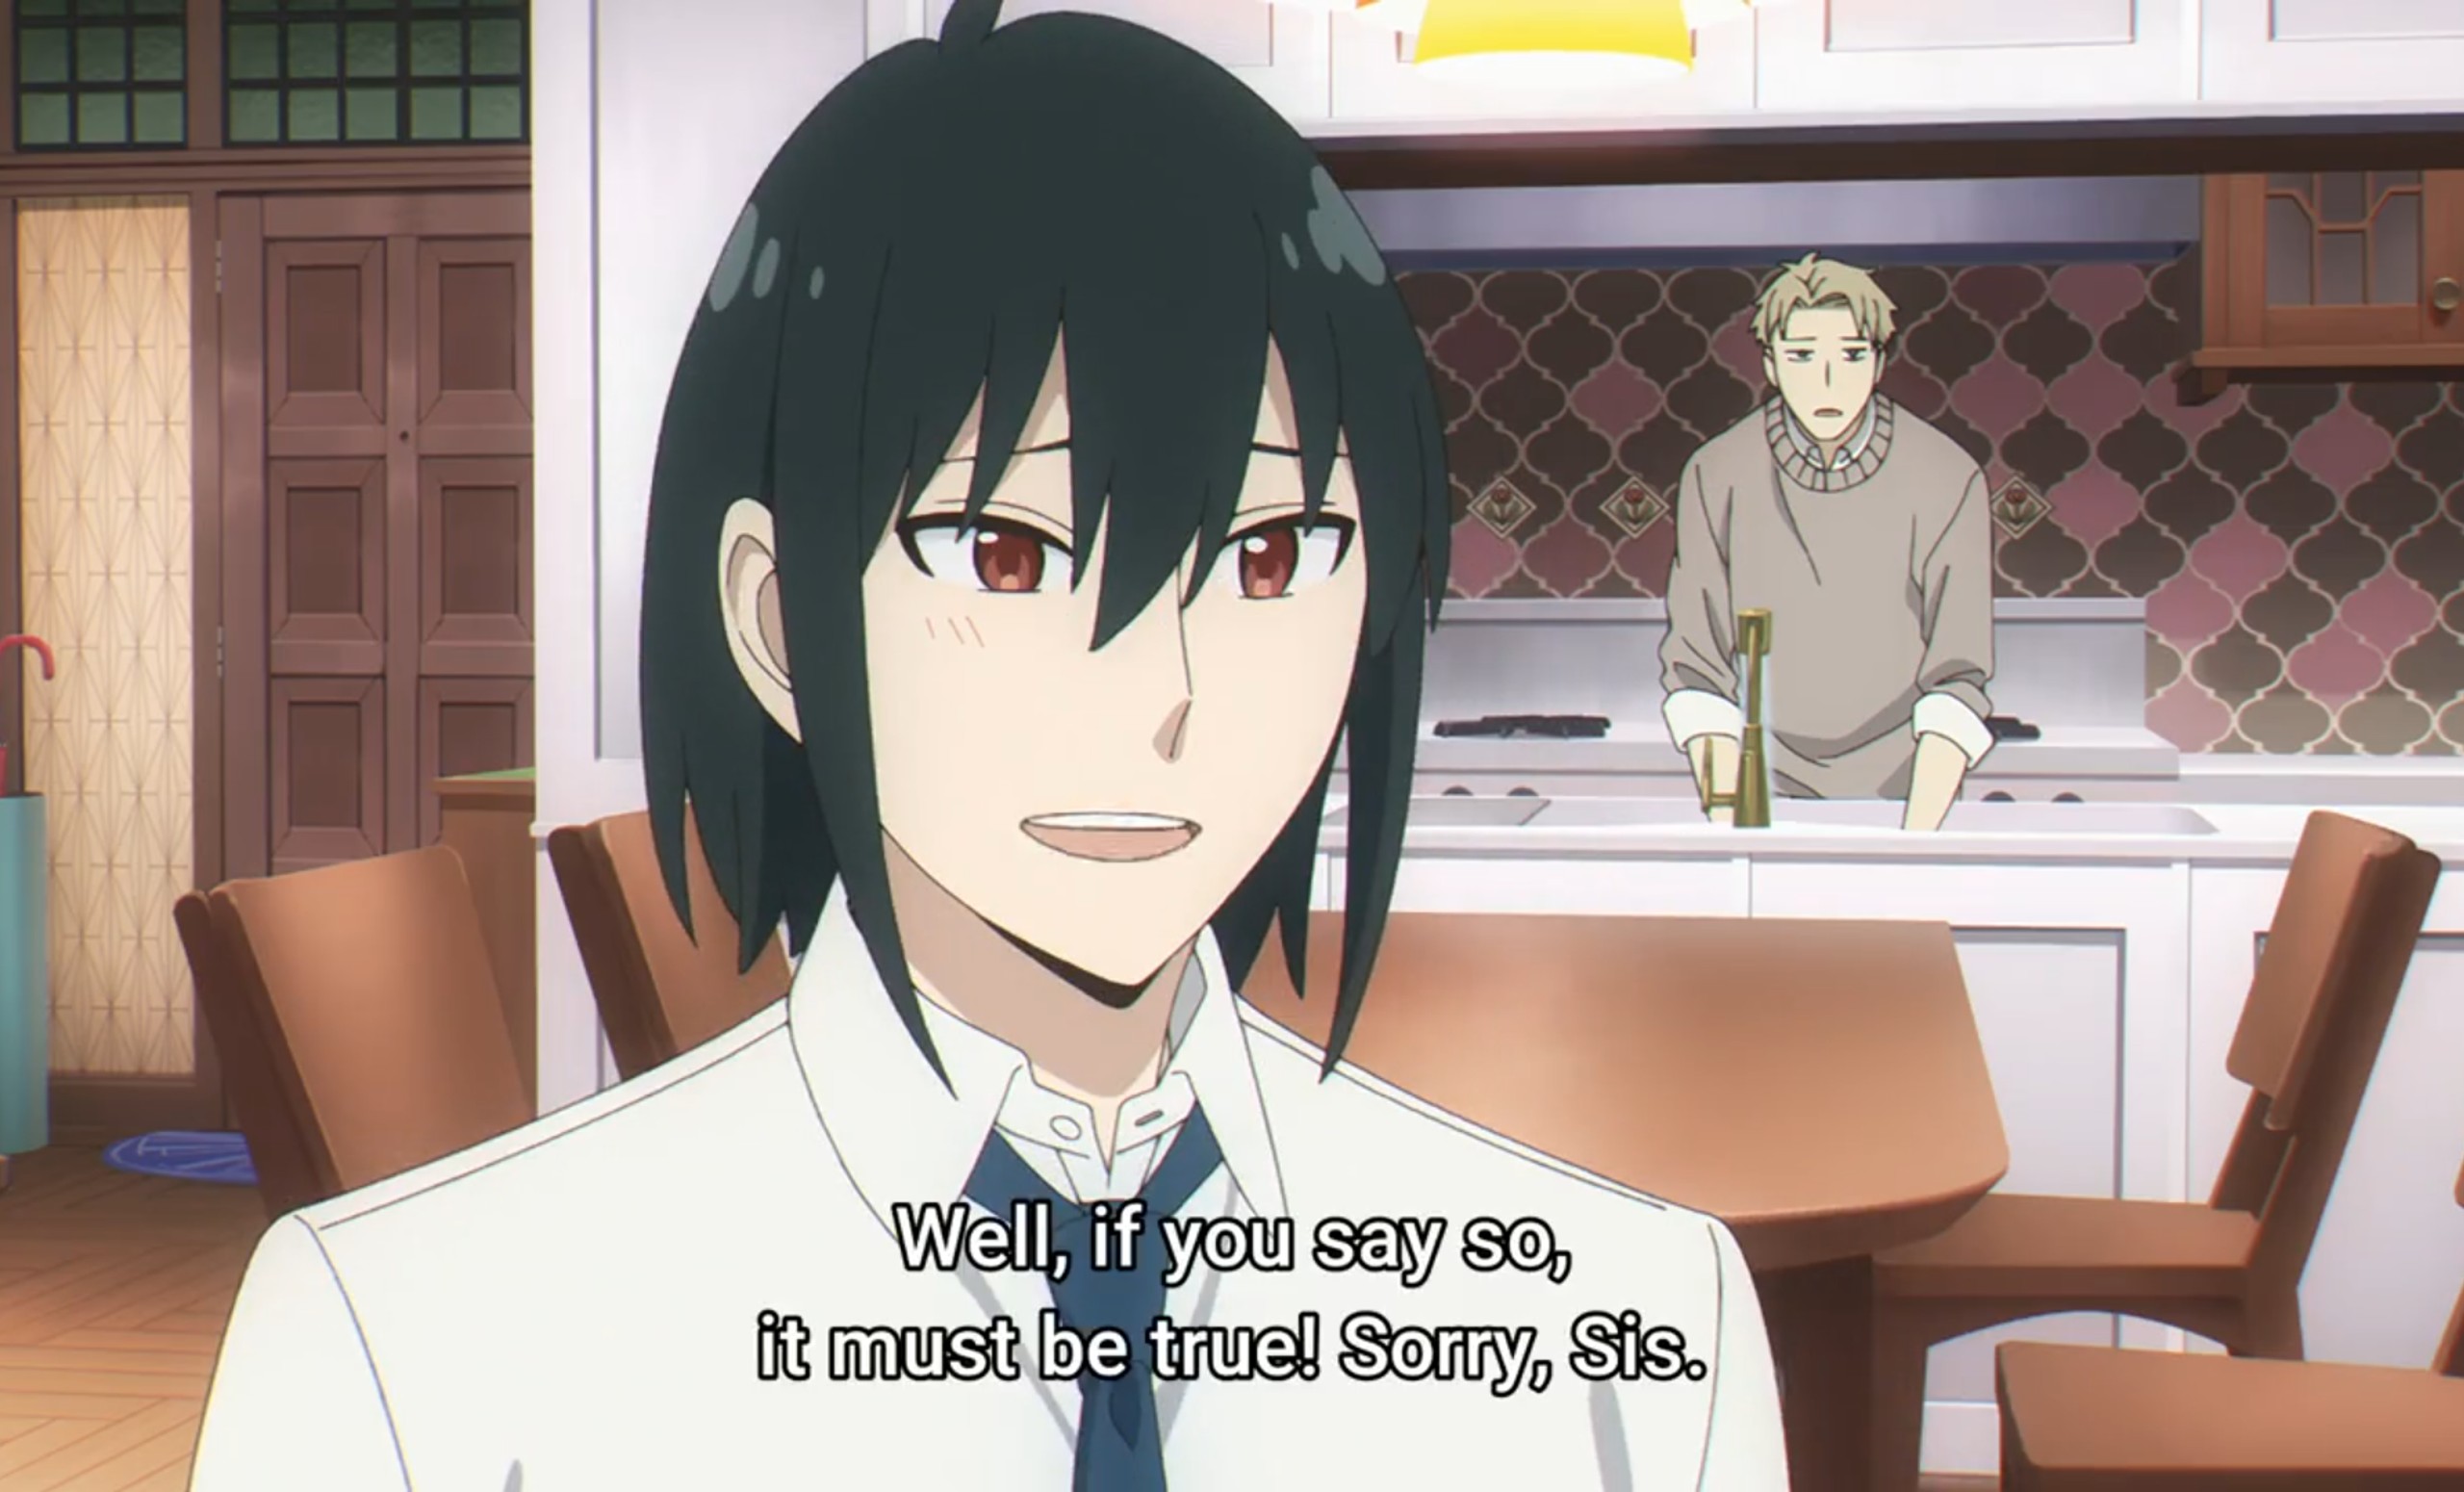 Well, if you say so,
it must be true! Sorry, Sis.